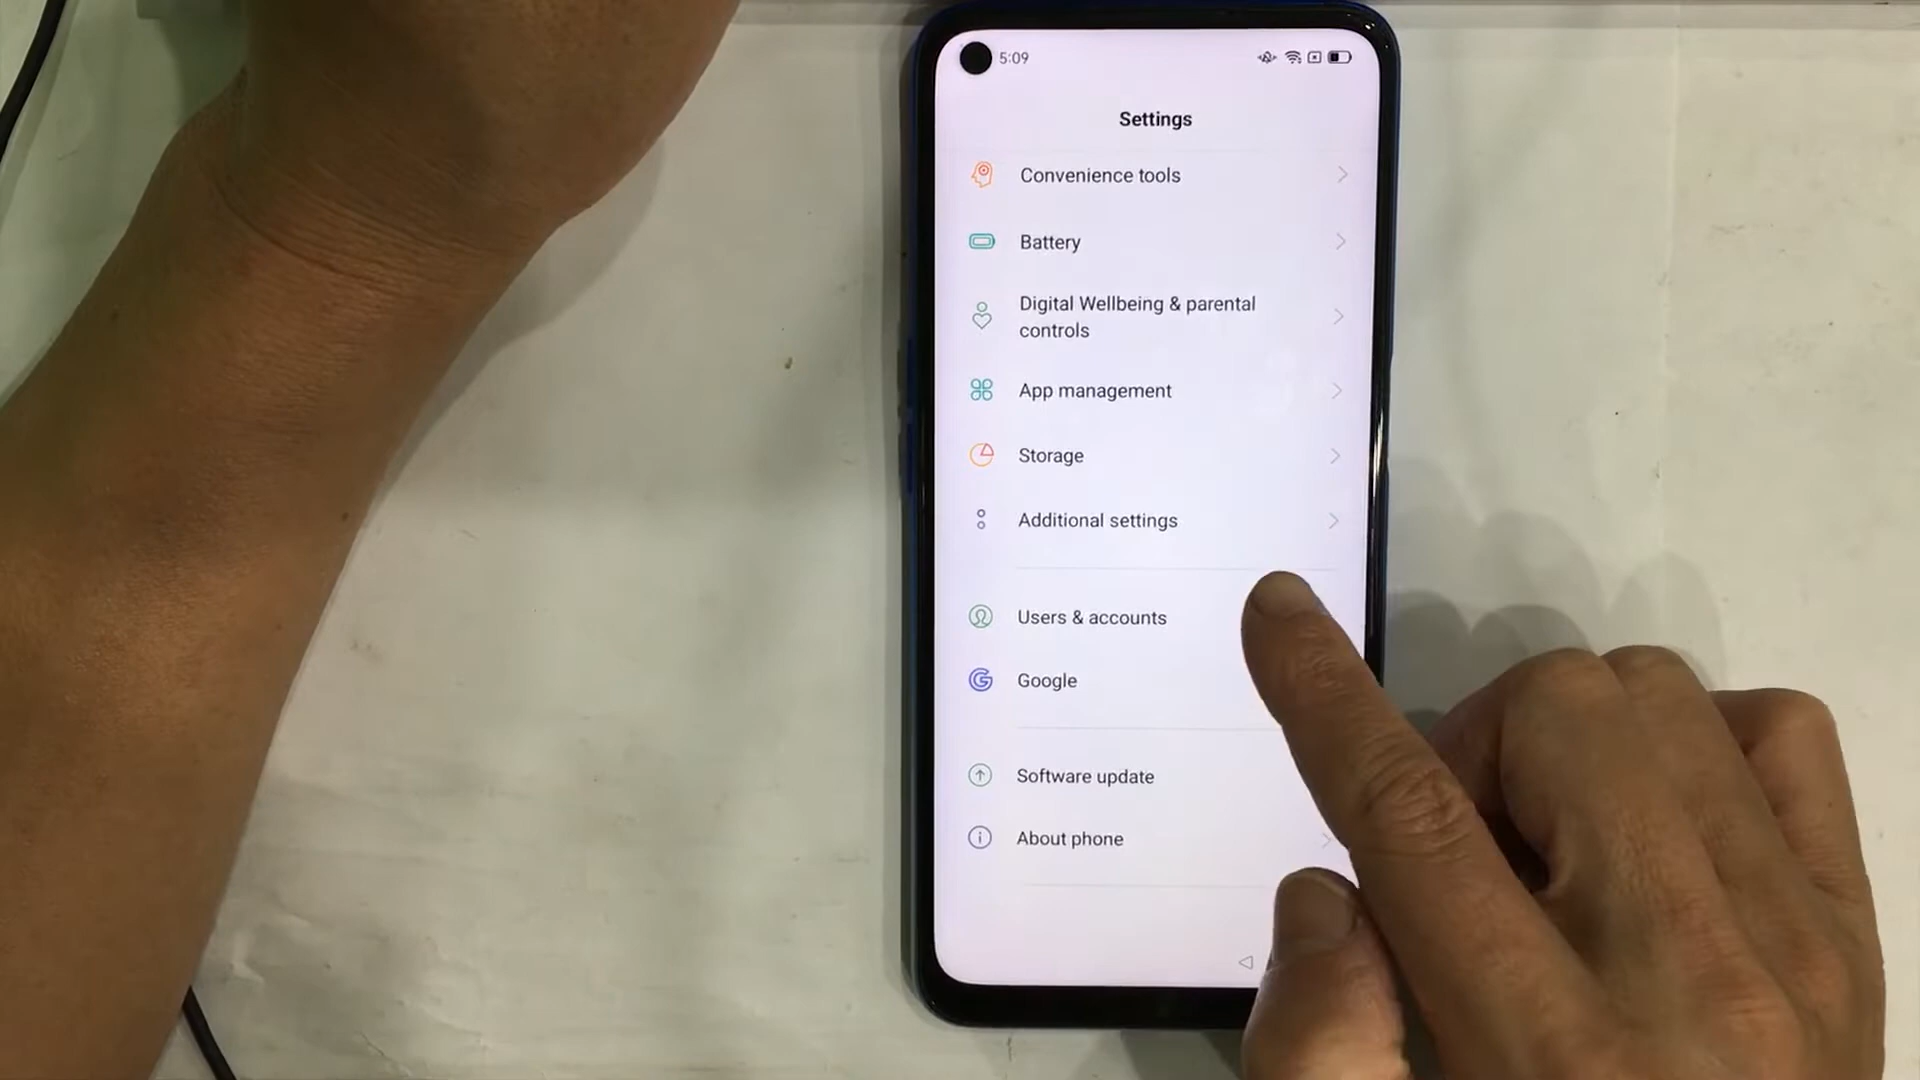 5:09
Settings
Convenience tools
Battery
Digital Wellbeing & parental
controls
App management
Storage
Additional settings
Users & accounts
Google
Software update
About phone